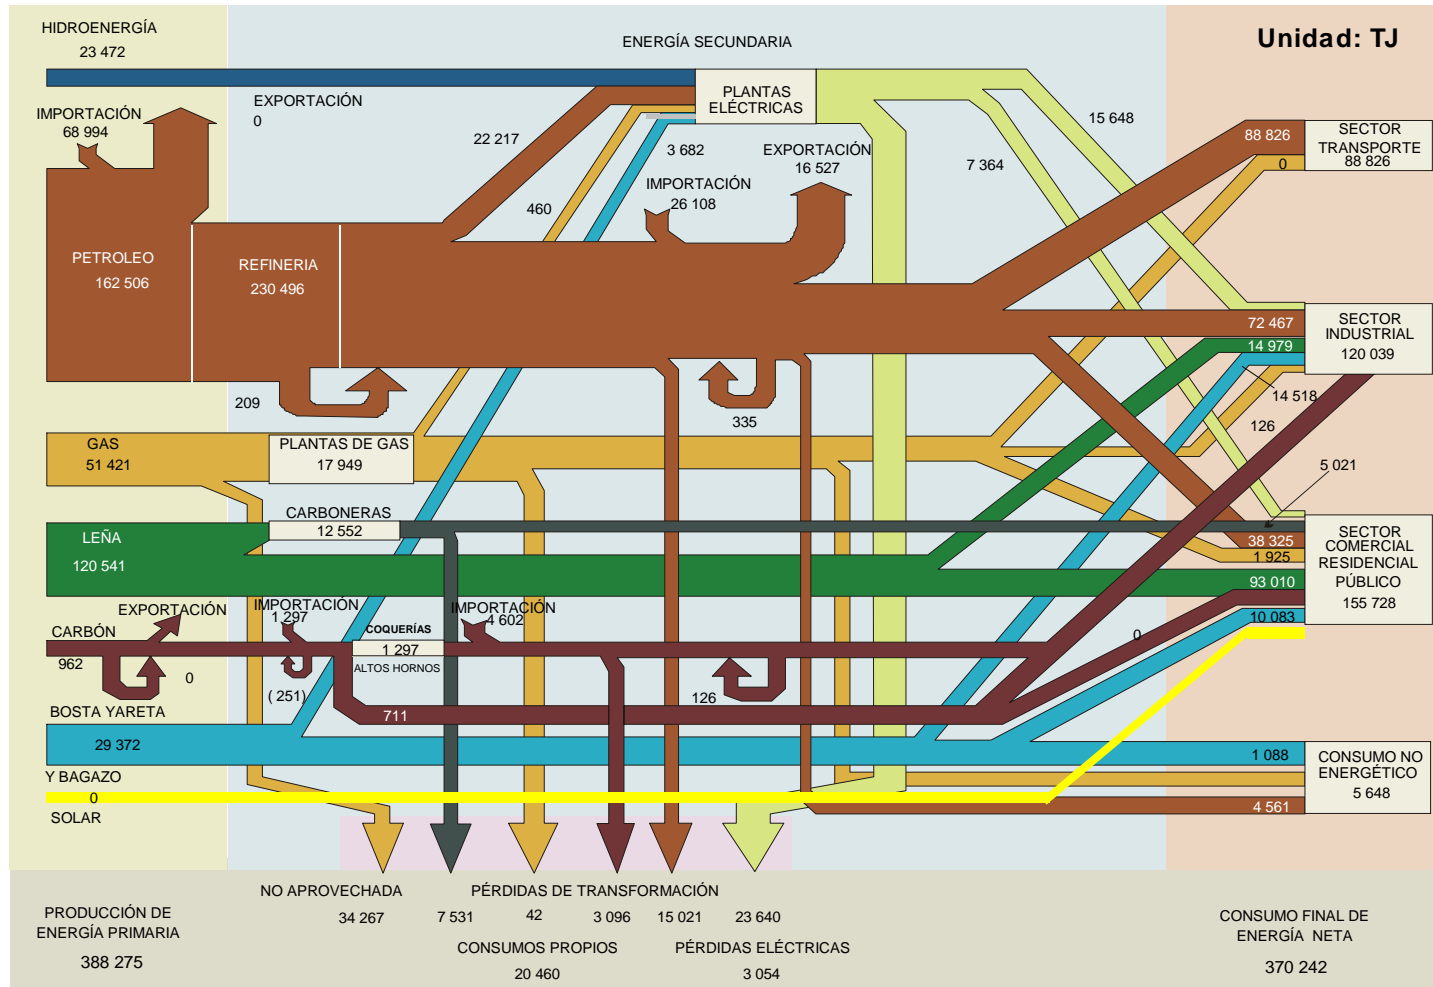 HIDROENERGÍA
23 472
ENERGÍA SECUNDARIA
Unidad: TJ
IMPORTACIÓN
68 994
EXPORTACIÓN
0
PLANTAS
ELÉCTRICAS
22 217
3 682
460
EXPORTACIÓN
16 527
IMPORTACIÓN
26 108
15 648
7 364
88 826
0
SECTOR
TRANSPORTE
88 826
PETROLEO
162 506
REFINERIA
230 496
72 467
14 979
SECTOR
INDUSTRIAL
120 039
209
335
14 518
126
GAS
51 421
PLANTAS DE GAS
17 949
5 021
CARBONERAS
12 552
LEÑA
120 541
38 325
1 925
93 010
SECTOR
COMERCIAL
RESIDENCIAL
PÚBLICO
155 728
EXPORTACIÓN
IMPORTACIÓN
1 297
IMPORTACIÓN
4 602
10 083
0
CARBÓN
962
0
COQUERÍAS
1 297
ALTOS HORNOS
( 251)
126
711
BOSTA YARETA
29 372
Y BAGAZO
0
SOLAR
1 088
4 561
CONSUMO NO
ENERGÉTICO
5 648
NO APROVECHADA
34 267
PÉRDIDAS DE TRANSFORMACIÓN
7 531
42
3 096
15 021
23 640
PRODUCCIÓN DE
ENERGÍA PRIMARIA
388 275
CONSUMOS PROPIOS
20 460
PÉRDIDAS ELÉCTRICAS
3 054
CONSUMO FINAL DE
ENERGÍA NETA
370 242